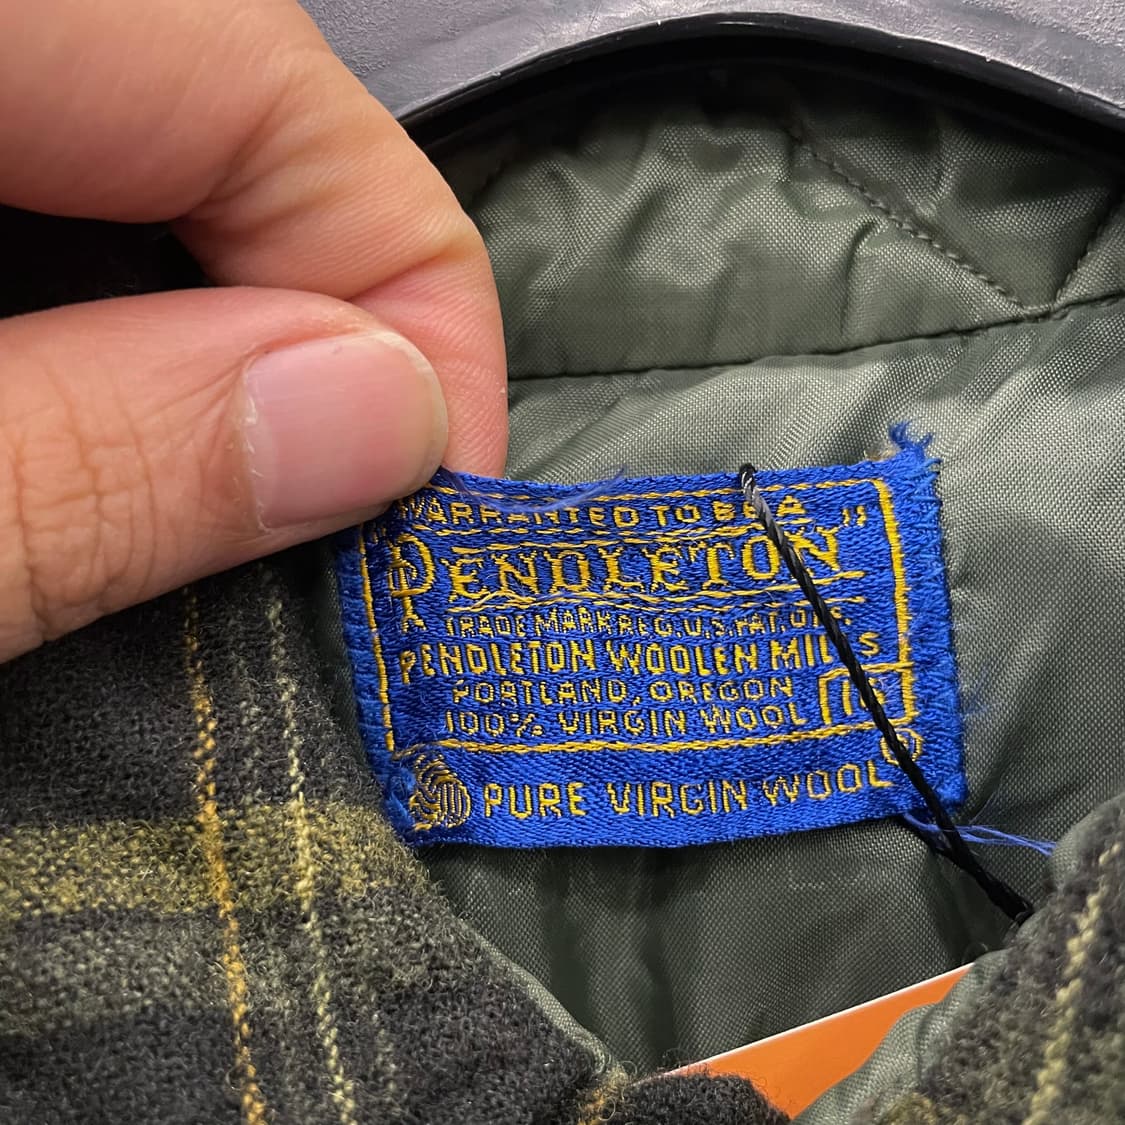 WARRANTED TO BE A
"PENDLETON"
TRADE MARK REG. U.S. PAT. OFF.
PENDLETON WOOLEN MILLS
PORTLAND, OREGON
100% VIRGIN WOOL
PURE VIRGIN WOOL®